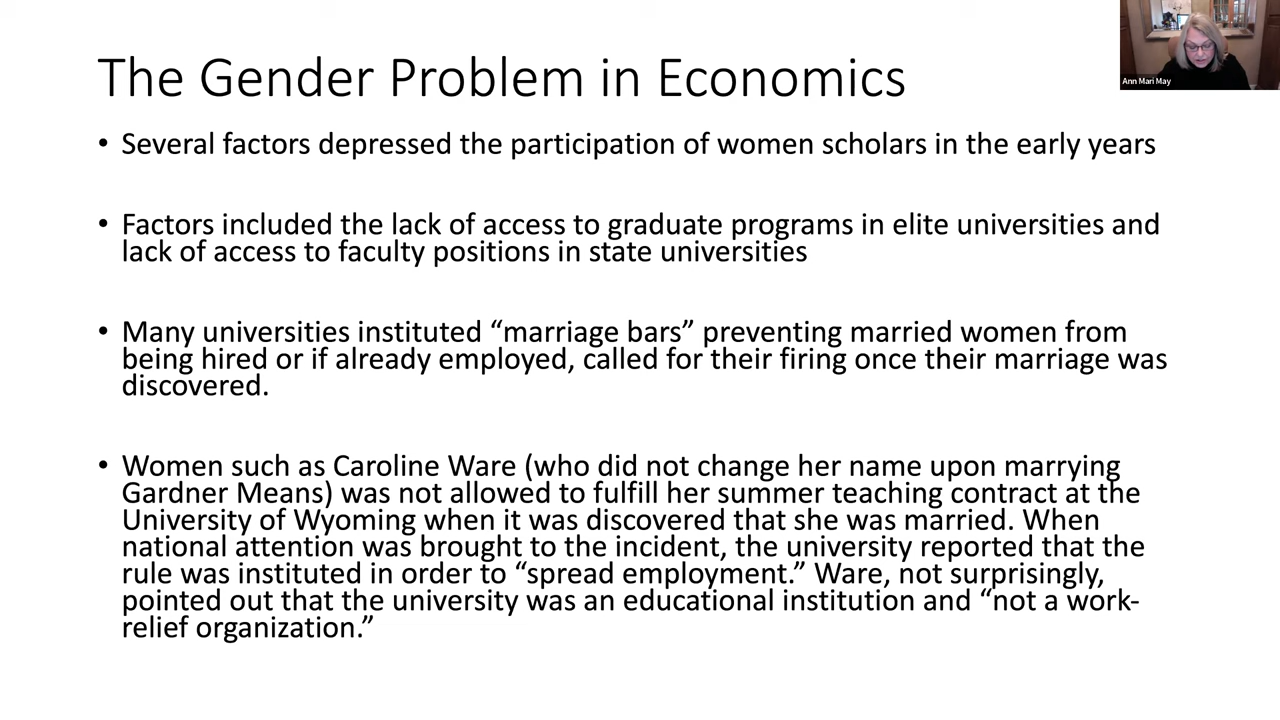 The Gender Problem in Economics
Ann Mari May
• Several factors depressed the participation of women scholars in the early years
• Factors included the lack of access to graduate programs in elite universities and
lack of access to faculty positions in state universities
• Many universities instituted “marriage bars” preventing married women from
being hired or if already employed, called for their firing once their marriage was
discovered.
• Women such as Caroline Ware (who did not change her name upon marrying
Gardner Means) was not allowed to fulfill her summer teaching contract at the
University of Wyoming when it was discovered that she was married. When
national attention was brought to the incident, the university reported that the
rule was instituted in order to “spread employment.” Ware, not surprisingly,
pointed out that the university was an educational institution and “not a work-
relief organization.”